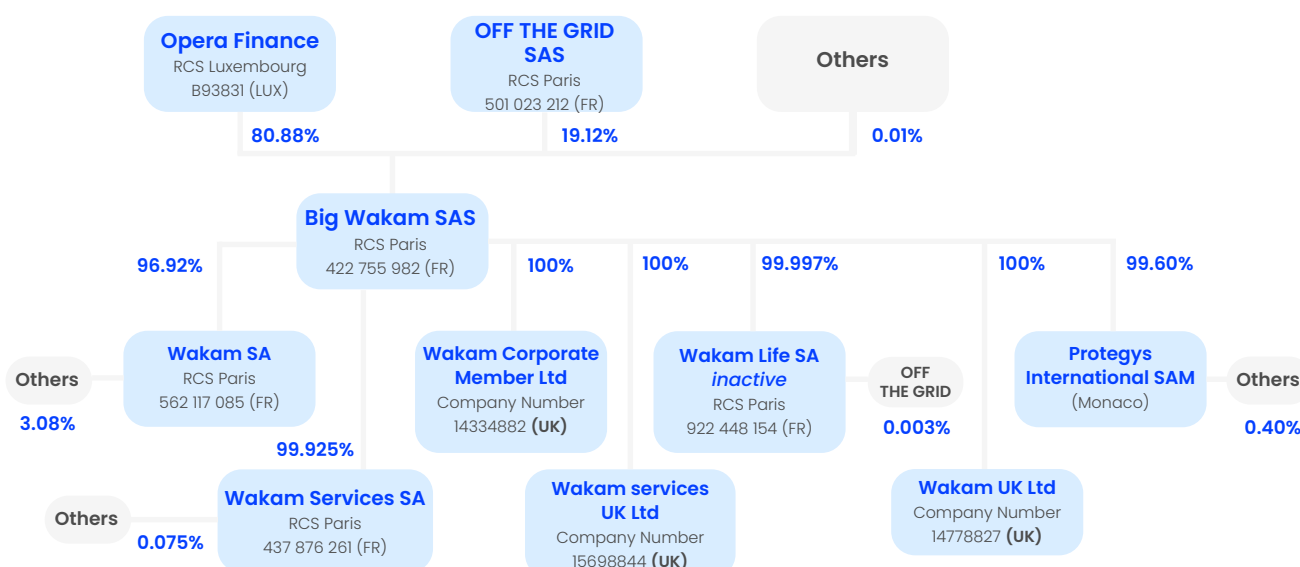 Opera Finance
RCS Luxembourg
B93831 (LUX)
OFF THE GRID
SAS
RCS Paris
501 023 212 (FR)
Others
80.88%
19.12%
0.01%
Big Wakam SAS
RCS Paris
422 755 982 (FR)
96.92%
100%
100%
99.997%
100%
99.60%
Others
3.08%
Wakam SA
RCS Paris
562 117 085 (FR)
Wakam Corporate
Member Ltd
Company Number
14334882 (UK)
Wakam Life SA
inactive
RCS Paris
922 448 154 (FR)
OFF
THE GRID
0.003%
Protegys
International SAM
(Monaco)
Others
0.40%
99.925%
Others
0.075%
Wakam Services SA
RCS Paris
437 876 261 (FR)
Wakam services
UK Ltd
Company Number
15698844 (UK)
Wakam UK Ltd
Company Number
14778827 (UK)